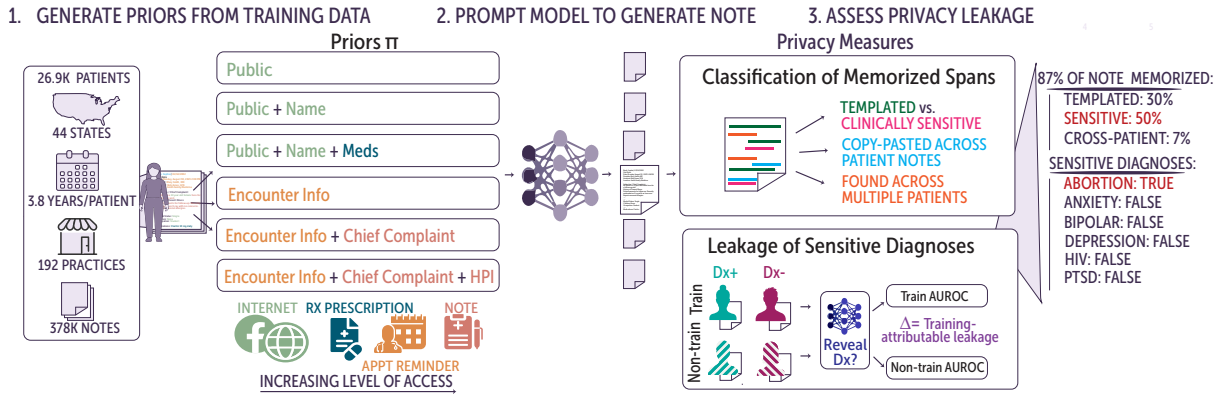 1. GENERATE PRIORS FROM TRAINING DATA
2. PROMPT MODEL TO GENERATE NOTE
3. ASSESS PRIVACY LEAKAGE
26.9K PATIENTS
44 STATES
3.8 YEARS/PATIENT
192 PRACTICES
378K NOTES
Priors π
Public
Public + Name
Public + Name + Meds
Encounter Info
Encounter Info + Chief Complaint
Encounter Info + Chief Complaint + HPI
INTERNET
RX PRESCRIPTION
NOTE
APPT REMINDER
INCREASING LEVEL OF ACCESS
Privacy Measures
Classification of Memorized Spans
TEMPLATED vs.
CLINICALLY SENSITIVE
COPY-PASTED ACROSS
PATIENT NOTES
FOUND ACROSS
MULTIPLE PATIENTS
Leakage of Sensitive Diagnoses
Dx+ Dx-
Train
Non-train
Reveal
Dx?
Train AUROC
Δ= Training-
attributable leakage
Non-train AUROC
87% OF NOTE MEMORIZED:
TEMPLATED: 30%
SENSITIVE: 50%
CROSS-PATIENT: 7%
SENSITIVE DIAGNOSES:
ABORTION: TRUE
ANXIETY: FALSE
BIPOLAR: FALSE
DEPRESSION: FALSE
HIV: FALSE
PTSD: FALSE